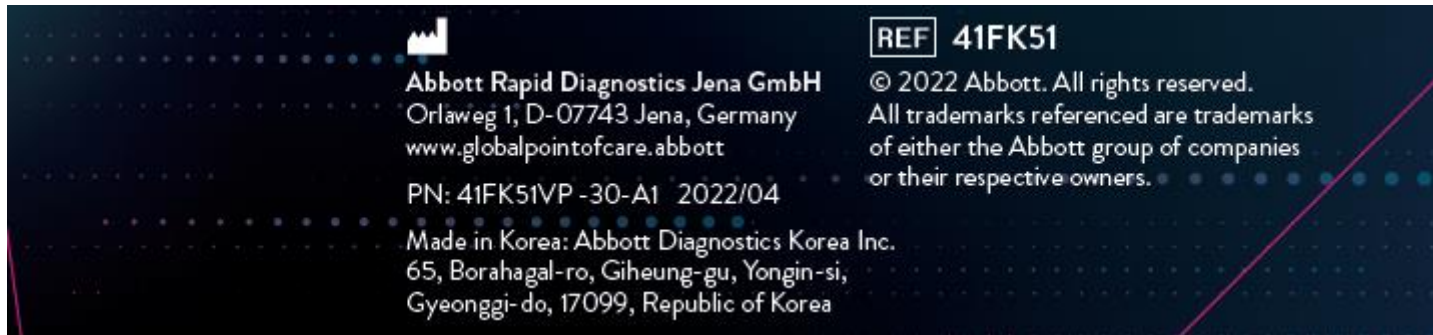 Abbott Rapid Diagnostics Jena GmbH
Orlaweg 1, D-07743 Jena, Germany
www.globalpointofcare.abbott
PN: 41FK51VP -30-A1 2022/04
Made in Korea: Abbott Diagnostics Korea Inc.
65, Borahagal-ro, Giheung-gu, Yongin-si,
Gyeonggi-do, 17099, Republic of Korea
REF 41FK51
© 2022 Abbott. All rights reserved.
All trademarks referenced are trademarks
of either the Abbott group of companies
or their respective owners.